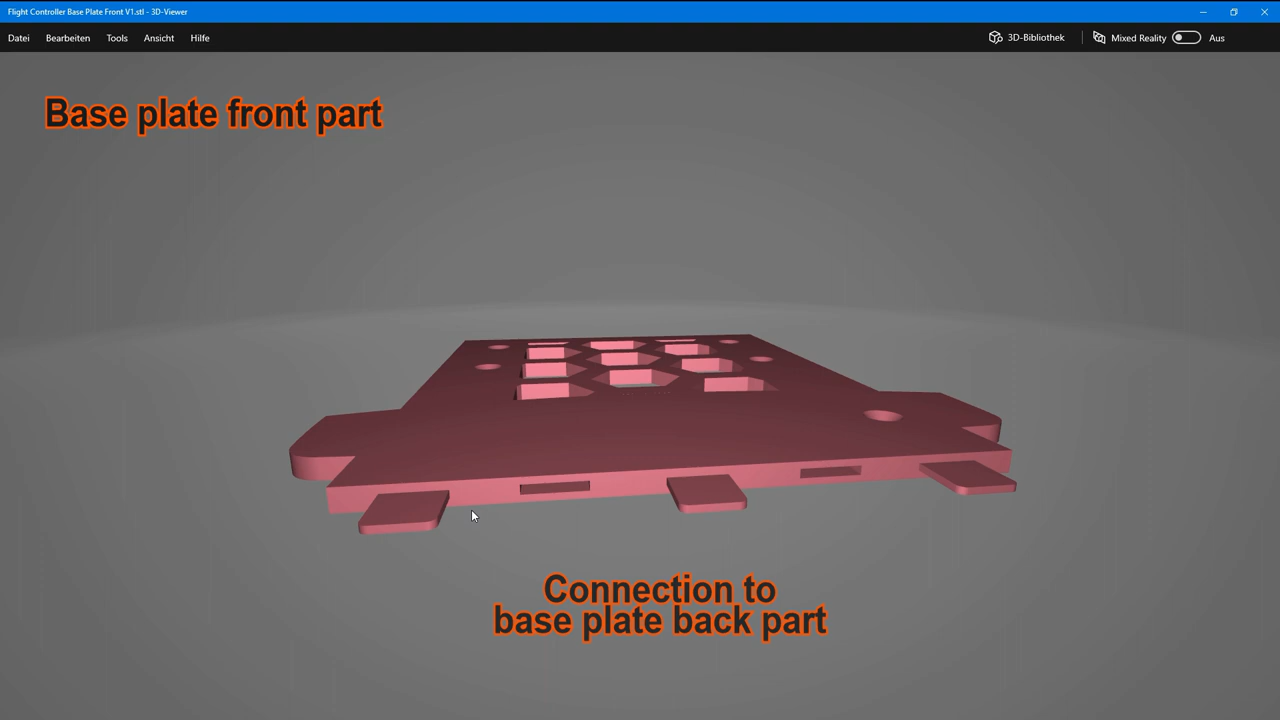 Flight Controller Base Plate Front V1.stl - 3D-Viewer
Datei Bearbeiten Tools Ansicht Hilfe 3D-Bibliothek Mixed Reality Aus
Base plate front part
Connection to
base plate back part